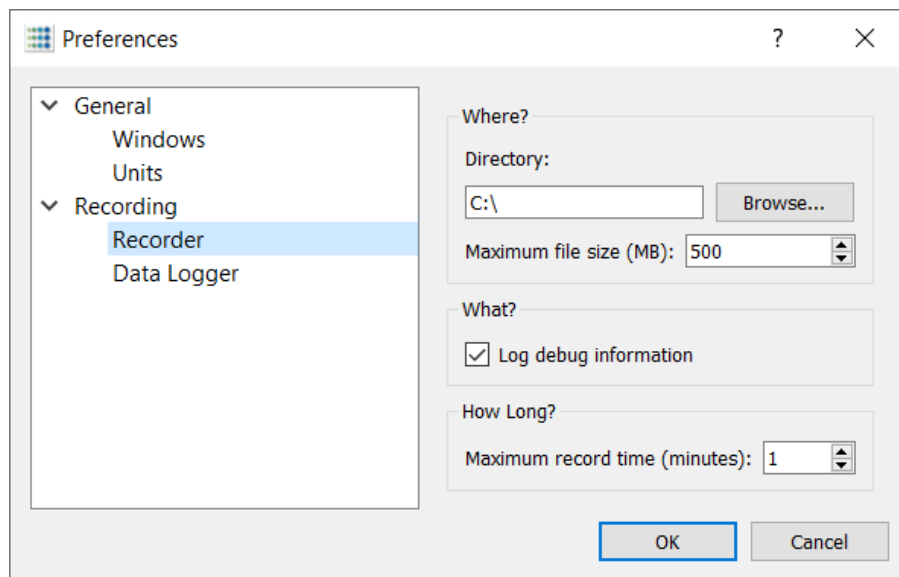 Preferences
?
General
Windows
Units
Recording
Recorder
Data Logger
Where?
Directory:
C:\
Browse...
Maximum file size (MB): 500
What?
Log debug information
How Long?
Maximum record time (minutes): 1
OK
Cancel